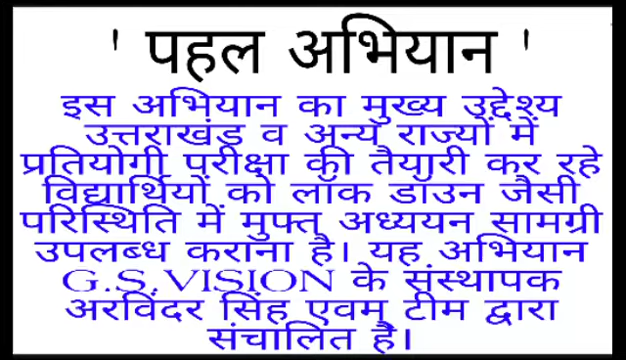 ' पहल अभियान '
इस अभियान का मुख्य उद्देश्य
उत्तराखंड व अन्य राज्यों में
प्रतियोगी परीक्षा की तैयारी कर रहे
विद्यार्थियों को लॉक डॉउन जैसी
परिस्थिति में मुफ्त अध्ययन सामग्री
उपलब्ध कराना है। यह अभियान
G.S.VISION के संस्थापक
अरविंदर सिंह एवम् टीम द्वारा
संचालित है।